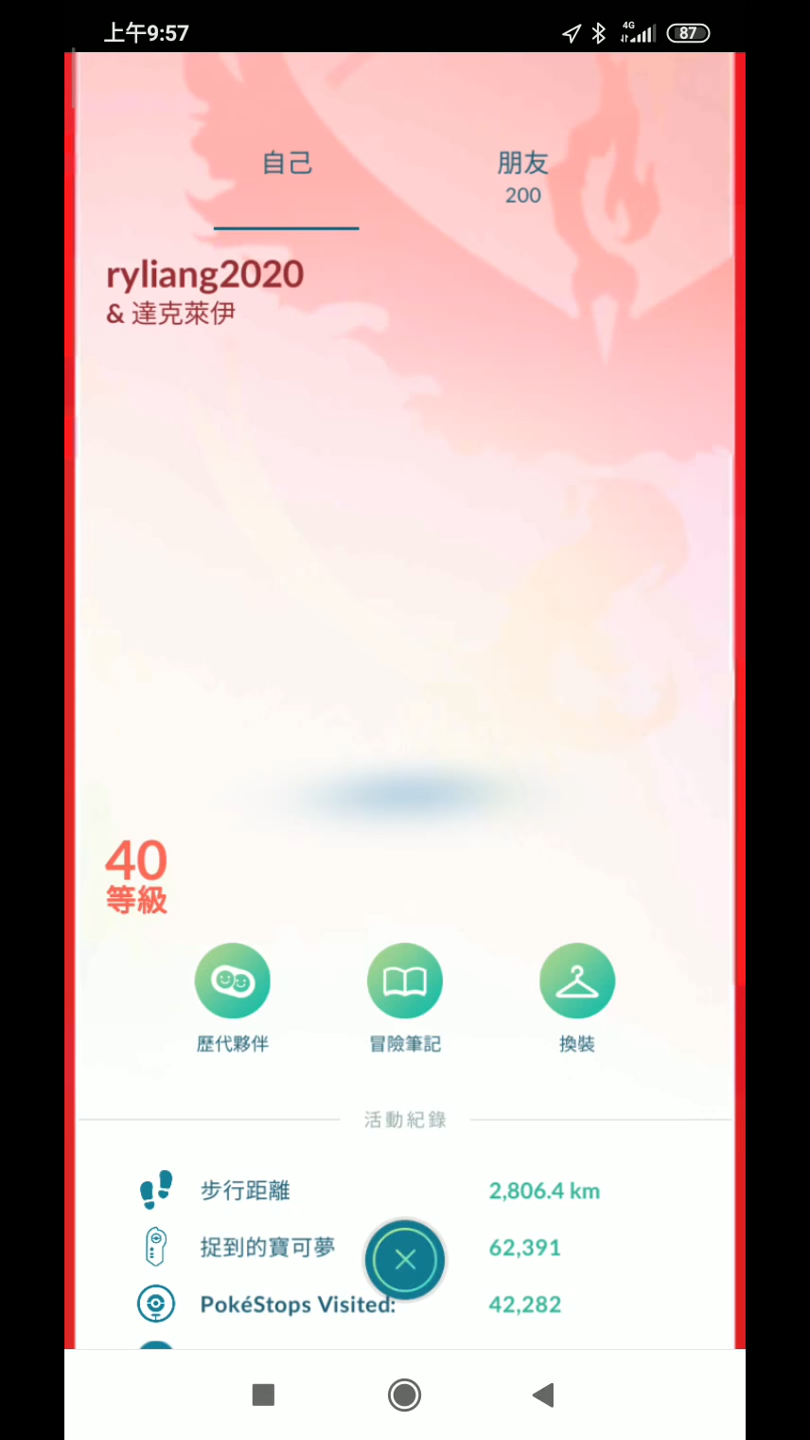 上午9:57
4G
87
自己
朋友
200
ryliang2020
& 達克萊伊
40
等級
歷代夥伴
冒險筆記
換裝
活動紀錄
步行距離 2,806.4 km
捉到的寶可夢 62,391
PokéStops Visited: 42,282